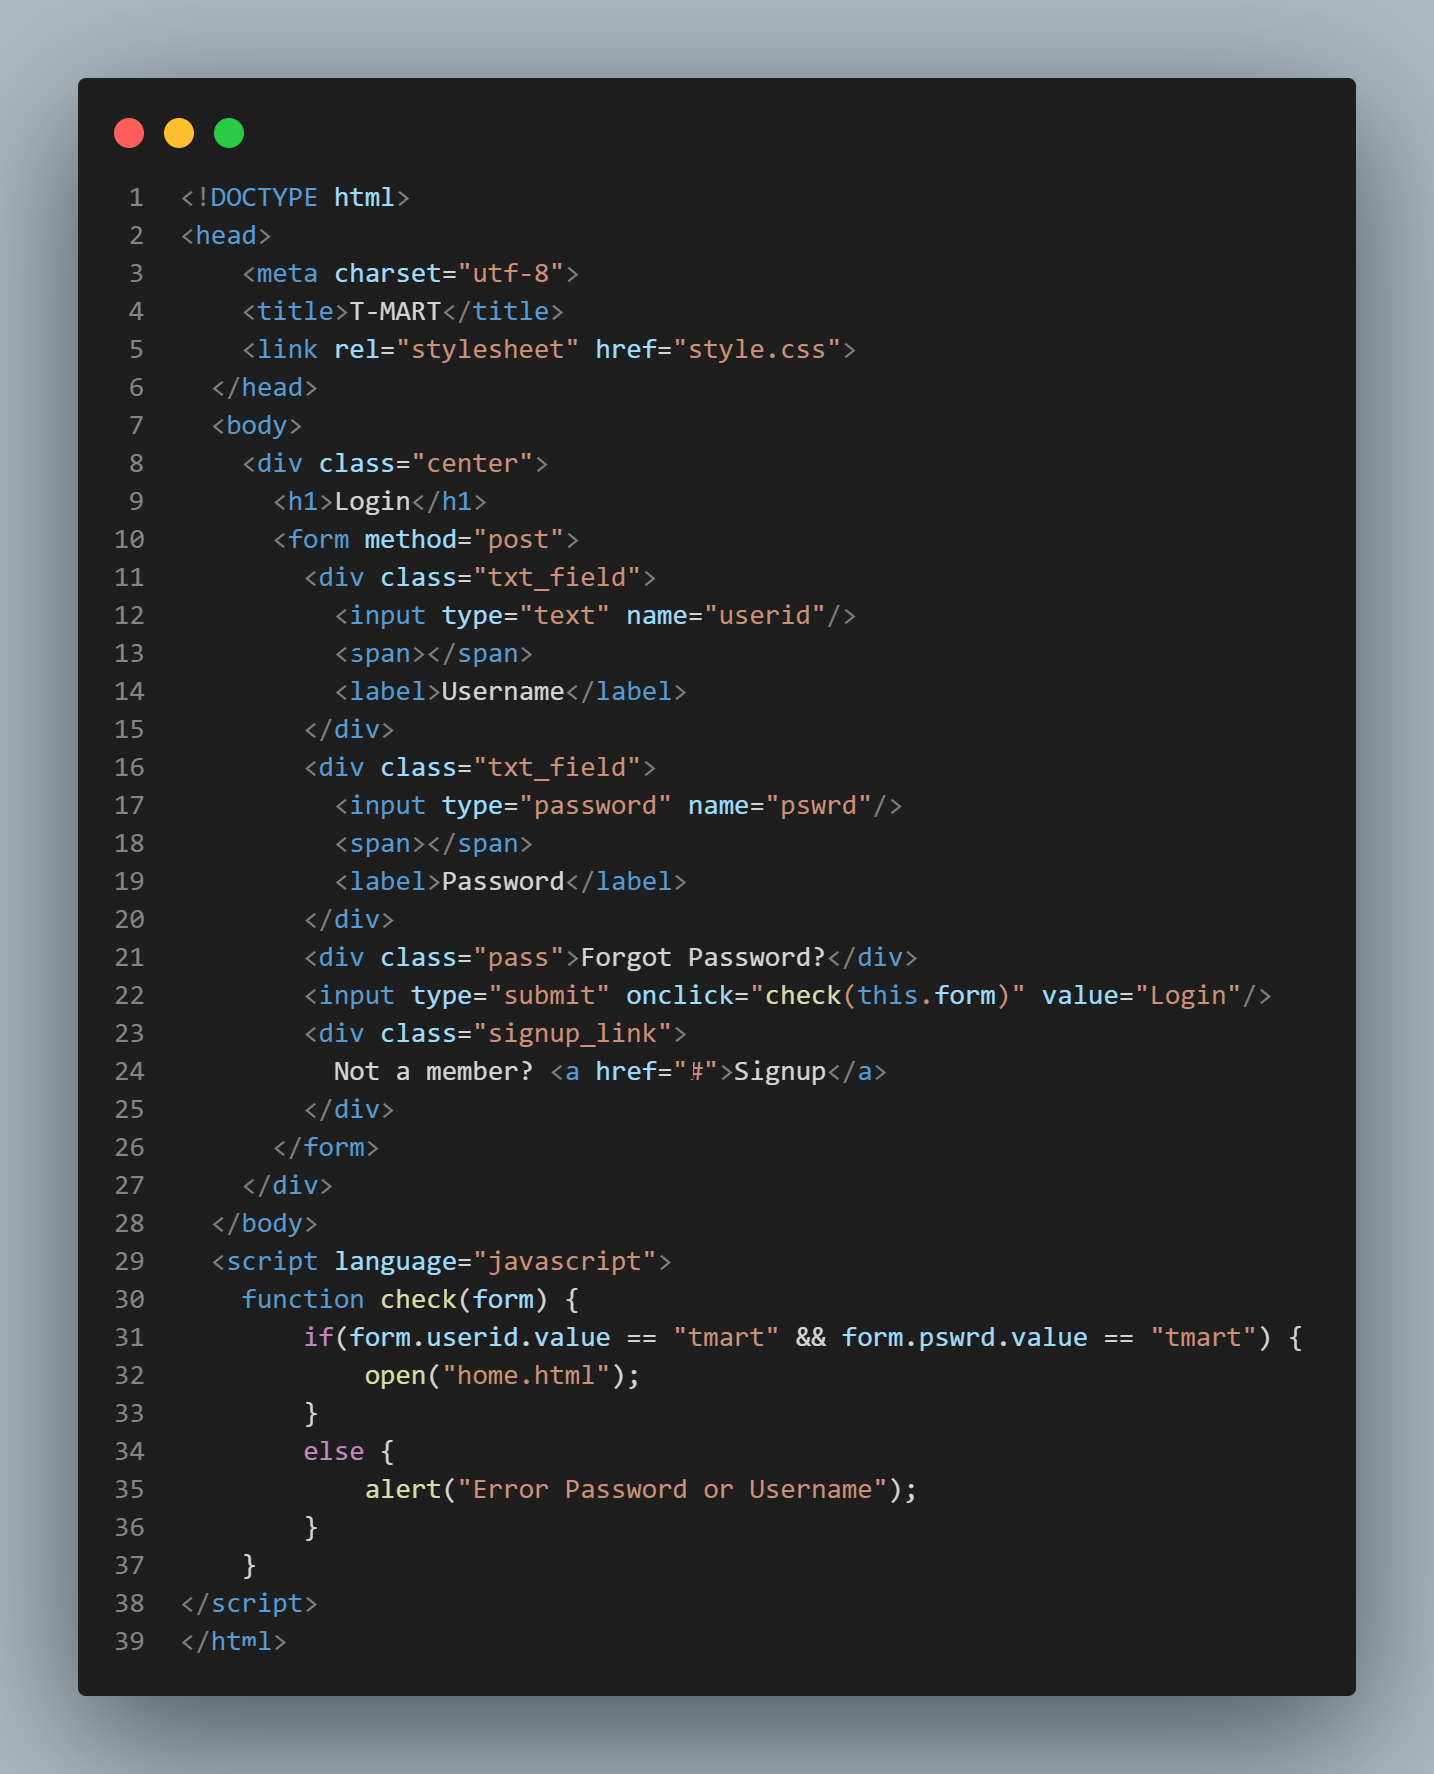 1 <!DOCTYPE html>
2 <head>
3     <meta charset="utf-8">
4     <title>T-MART</title>
5     <link rel="stylesheet" href="style.css">
6   </head>
7   <body>
8     <div class="center">
9       <h1>Login</h1>
10       <form method="post">
11         <div class="txt_field">
12           <input type="text" name="userid"/>
13           <span></span>
14           <label>Username</label>
15         </div>
16         <div class="txt_field">
17           <input type="password" name="pswrd"/>
18           <span></span>
19           <label>Password</label>
20         </div>
21         <div class="pass">Forgot Password?</div>
22         <input type="submit" onclick="check(this.form)" value="Login"/>
23         <div class="signup_link">
24           Not a member? <a href="#">Signup</a>
25         </div>
26       </form>
27     </div>
28   </body>
29   <script language="javascript">
30     function check(form) {
31         if(form.userid.value == "tmart" && form.pswrd.value == "tmart") {
32             open("home.html");
33         }
34         else {
35             alert("Error Password or Username");
36         }
37     }
38 </script>
39 </html>